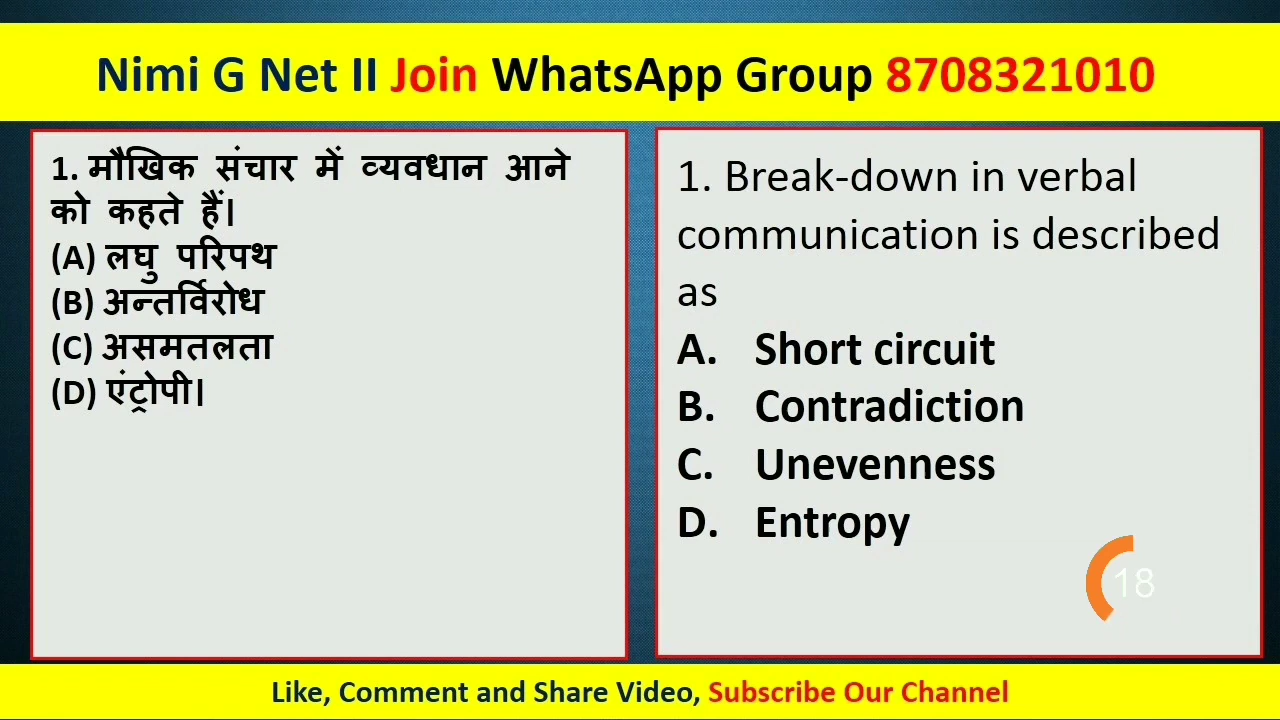 Nimi G Net II Join WhatsApp Group 8708321010
1. मौखिक संचार में व्यवधान आने
को कहते हैं।
(A) लघु परिपथ
(B) अन्तर्विरोध
(C) असमतलता
(D) एंट्रोपी।
1. Break-down in verbal
communication is described
as
A. Short circuit
B. Contradiction
C. Unevenness
D. Entropy
18
Like, Comment and Share Video, Subscribe Our Channel